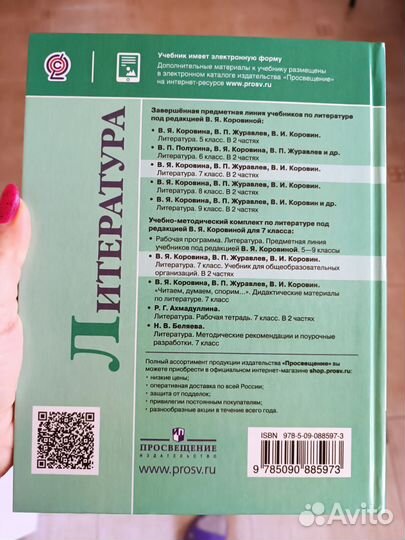 Учебник имеет электронную форму
Дополнительные материалы к учебнику размещены
в электронном каталоге издательства "Просвещение"
на интернет-ресурсе www.prosv.ru
ЛИТЕРАТУРА
Завершённая предметная линия учебников по литературе
под редакцией В. Я. Коровиной:
• В. Я. Коровина, В. П. Журавлев, В. И. Коровин.
Литература. 5 класс. В 2 частях
• В. П. Полухина, В. Я. Коровина, В. П. Журавлев и др.
Литература. 6 класс. В 2 частях
• В. Я. Коровина, В. П. Журавлев, В. И. Коровин.
Литература. 7 класс. В 2 частях
• В. Я. Коровина, В. П. Журавлев, В. И. Коровин.
Литература. 8 класс. В 2 частях
• В. Я. Коровина, В. П. Журавлев, В. И. Коровин и др.
Литература. 9 класс. В 2 частях
Учебно-методический комплект по литературе под
редакцией В. Я. Коровиной для 7 класса:
• Рабочая программа. Литература. Предметная линия
учебников под редакцией В. Я. Коровиной. 5—9 классы
• В. Я. Коровина, В. П. Журавлев, В. И. Коровин.
Литература. 7 класс. Учебник для общеобразовательных
организаций. В 2 частях
• В. Я. Коровина, В. П. Журавлев, В. И. Коровин.
«Читаем, думаем, спорим...». Дидактические материалы
по литературе. 7 класс
• Р. Г. Ахмадуллина.
Литература. Рабочая тетрадь. 7 класс. В 2 частях
• Н. В. Беляева.
Литература. Методические рекомендации и поурочные
разработки. 7 класс
Полный ассортимент продукции издательства «Просвещение» вы
можете приобрести в официальном интернет-магазине shop.prosv.ru:
• низкие цены;
• оперативная доставка по всей России;
• защита от подделок;
• привилегии постоянным покупателям;
• разнообразные акции в течение всего года.
ПРОСВЕЩЕНИЕ
ИЗДАТЕЛЬСТВО
www.prosv.ru
ISBN 978-5-09-088597-3
9 785090 885973
Avito